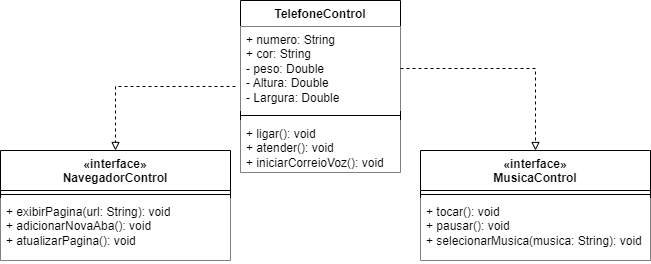 TelefoneControl
+ numero: String
+ cor: String
- peso: Double
- Altura: Double
- Largura: Double
+ ligar(): void
+ atender(): void
+ iniciarCorreioVoz(): void
«interface»
NavegadorControl
+ exibirPagina(url: String): void
+ adicionarNovaAba(): void
+ atualizarPagina(): void
«interface»
MusicaControl
+ tocar(): void
+ pausar(): void
+ selecionarMusica(musica: String): void